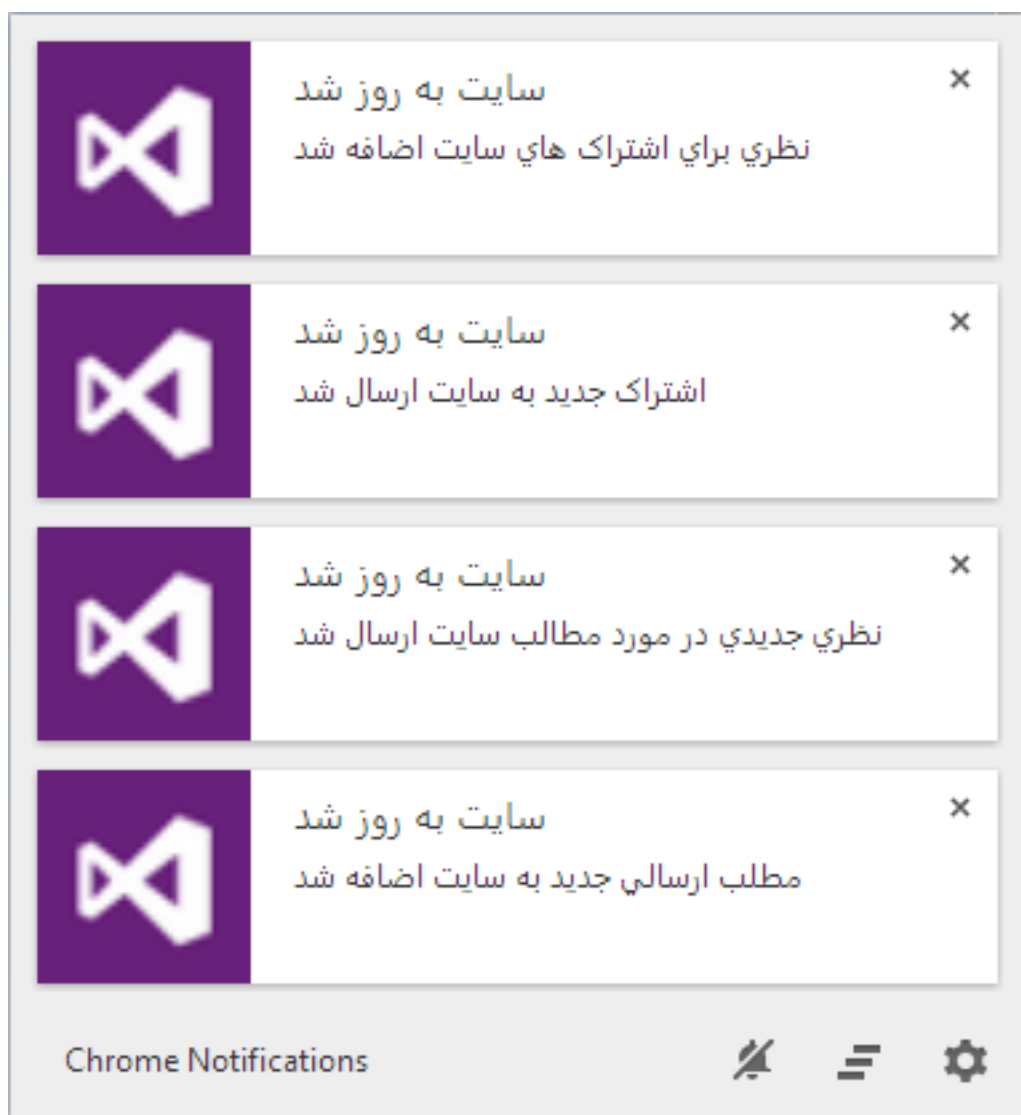 سايت به روز شد
نظري براي اشتراک هاي سايت اضافه شد
سايت به روز شد
اشتراک جديد به سايت ارسال شد
سايت به روز شد
نظري جديدي در مورد مطالب سايت ارسال شد
سايت به روز شد
مطلب ارسالي جديد به سايت اضافه شد
Chrome Notifications